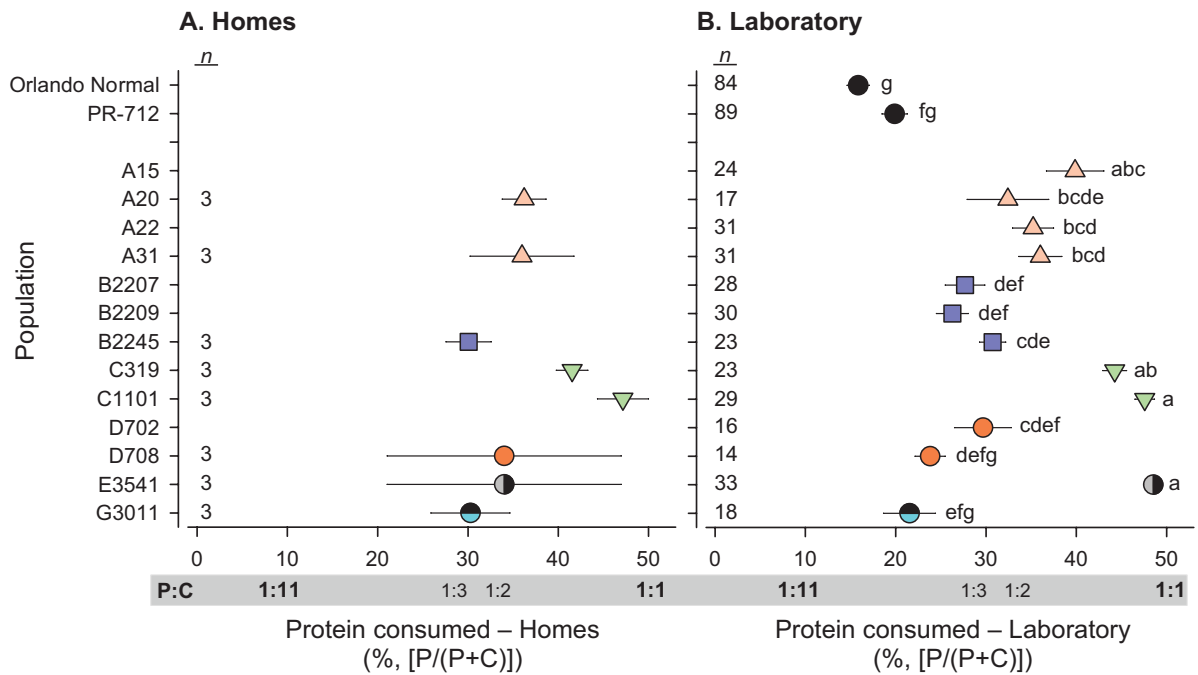 A. Homes
B. Laboratory
n
n
Orlando Normal 84 g
PR-712 89 fg
A15 24 abc
A20 3 17 bcde
A22 31 bcd
A31 3 31 bcd
B2207 28 def
B2209 30 def
B2245 3 23 cde
C319 3 23 ab
C1101 3 29 a
D702 16 cdef
D708 3 14 defg
E3541 3 33 a
G3011 3 18 efg
Population
0 10 20 30 40 50 0 10 20 30 40 50
P:C 1:11 1:3 1:2 1:1 1:11 1:3 1:2 1:1
Protein consumed – Homes
(%, [P/(P+C)])
Protein consumed – Laboratory
(%, [P/(P+C)])